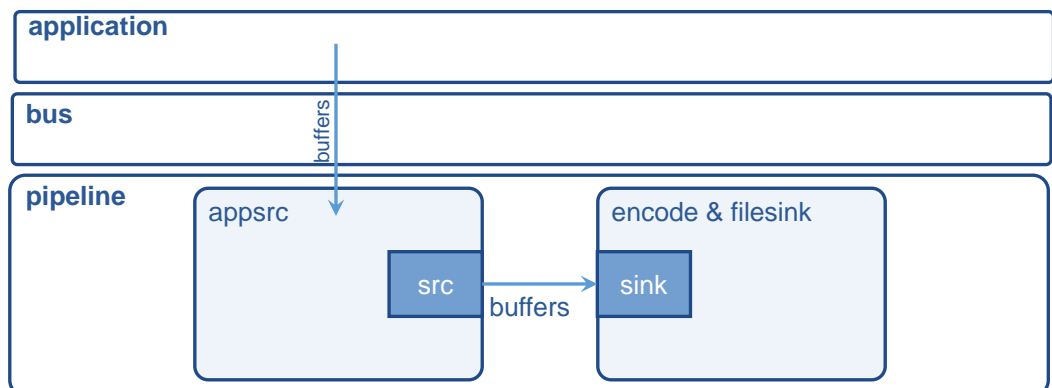 application
bus
buffers
pipeline
appsrc
encode & filesink
src
sink
buffers